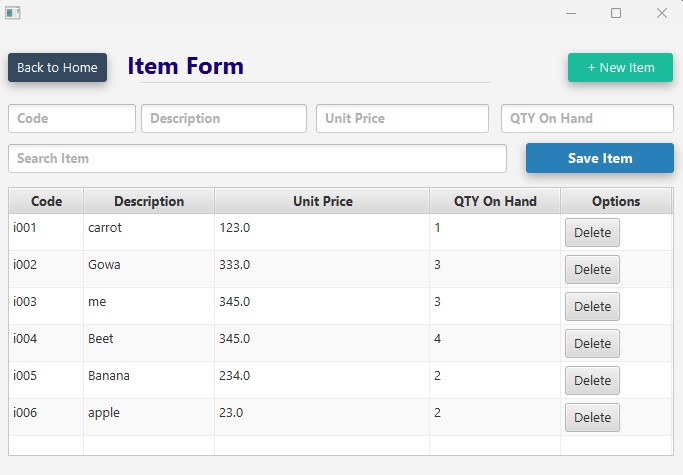 Back to Home Item Form + New Item
Code Description Unit Price QTY On Hand
Search Item Save Item
Code Description Unit Price QTY On Hand Options
i001 carrot 123.0 1 Delete
i002 Gowa 333.0 3 Delete
i003 me 345.0 3 Delete
i004 Beet 345.0 4 Delete
i005 Banana 234.0 2 Delete
i006 apple 23.0 2 Delete